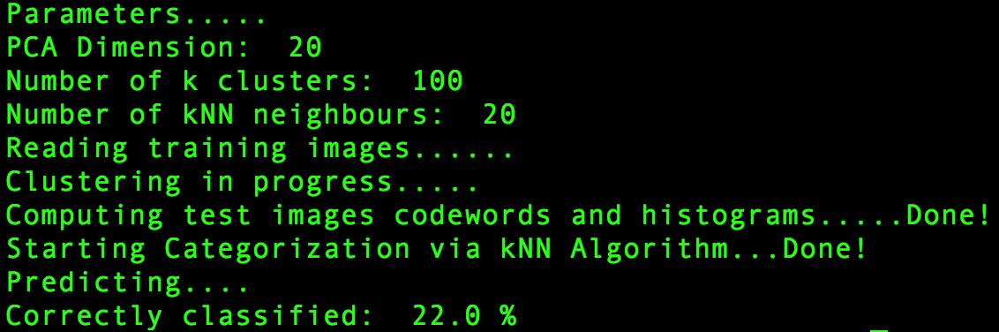 Parameters.....
PCA Dimension:  20
Number of k clusters:  100
Number of kNN neighbours:  20
Reading training images......
Clustering in progress.....
Computing test images codewords and histograms.....Done!
Starting Categorization via kNN Algorithm...Done!
Predicting....
Correctly classified:  22.0 %